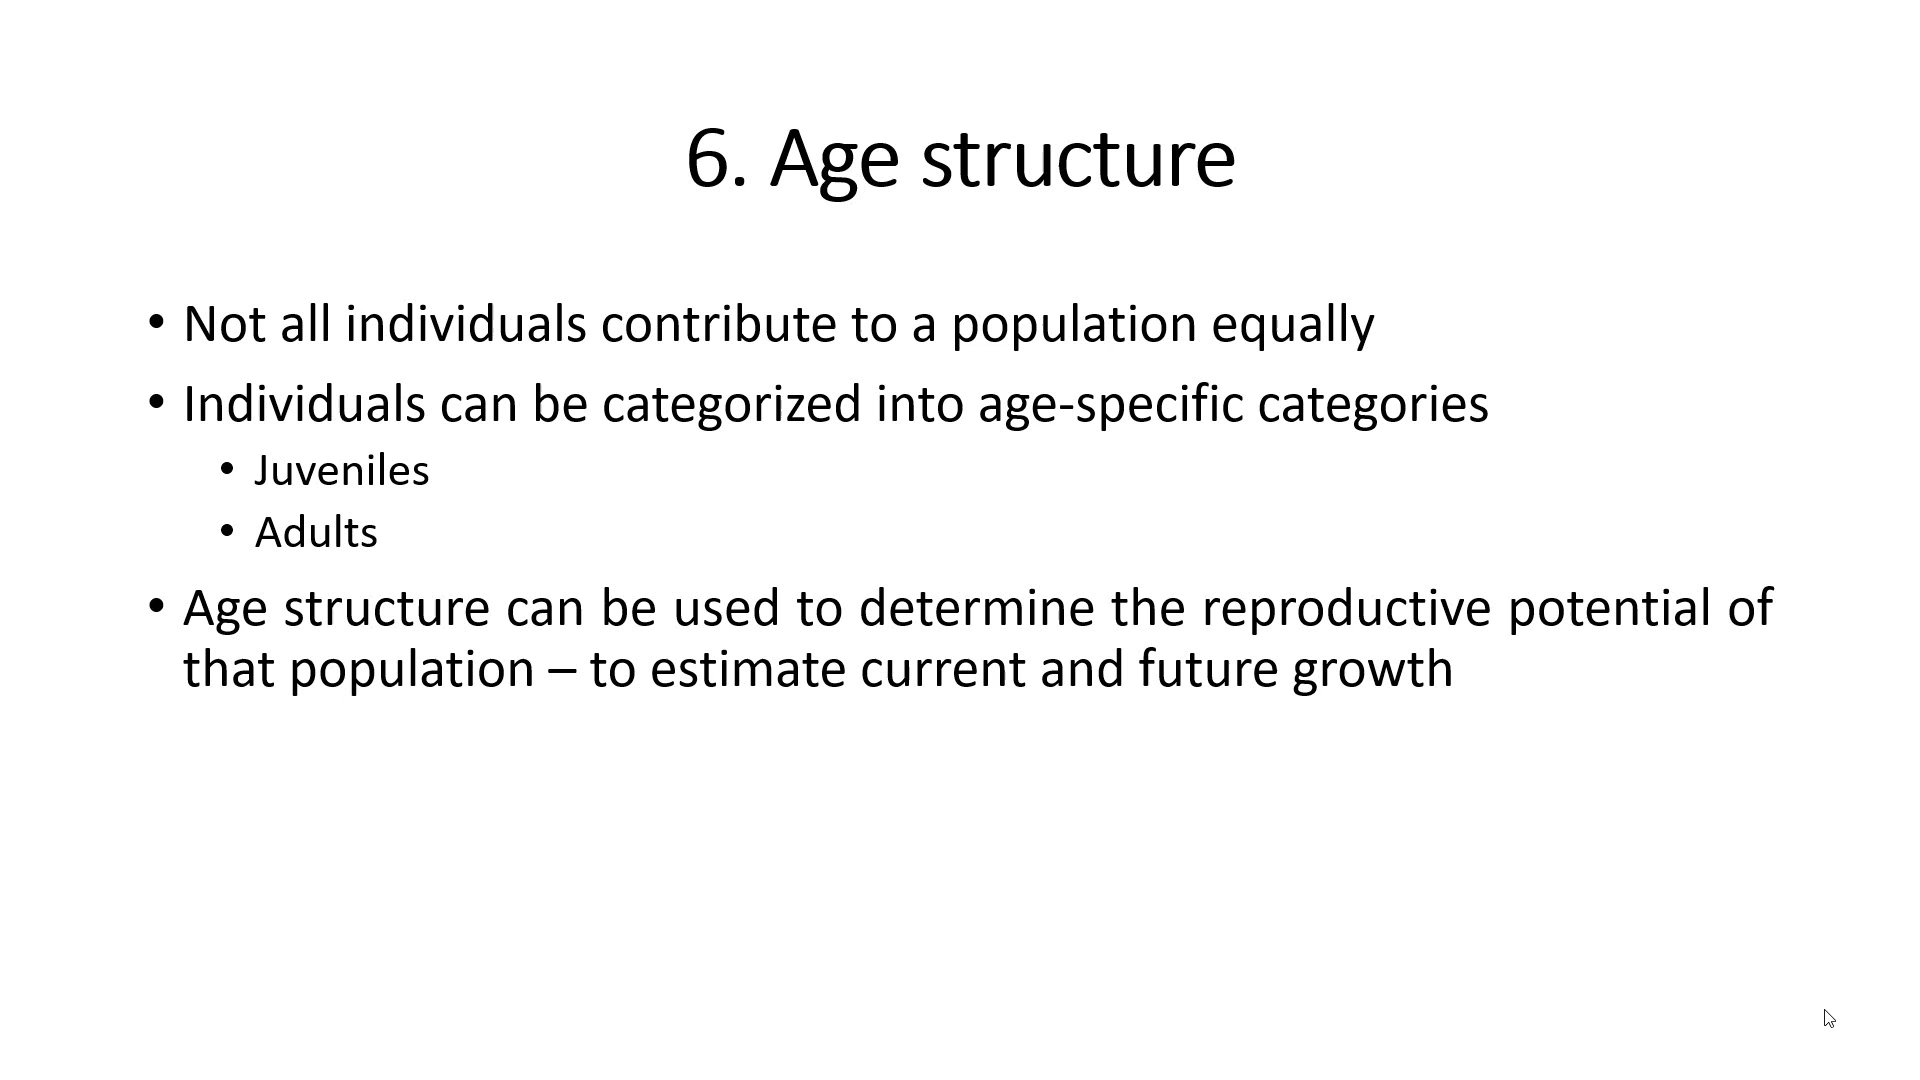 6. Age structure
• Not all individuals contribute to a population equally
• Individuals can be categorized into age-specific categories
• Juveniles
• Adults
• Age structure can be used to determine the reproductive potential of
that population – to estimate current and future growth